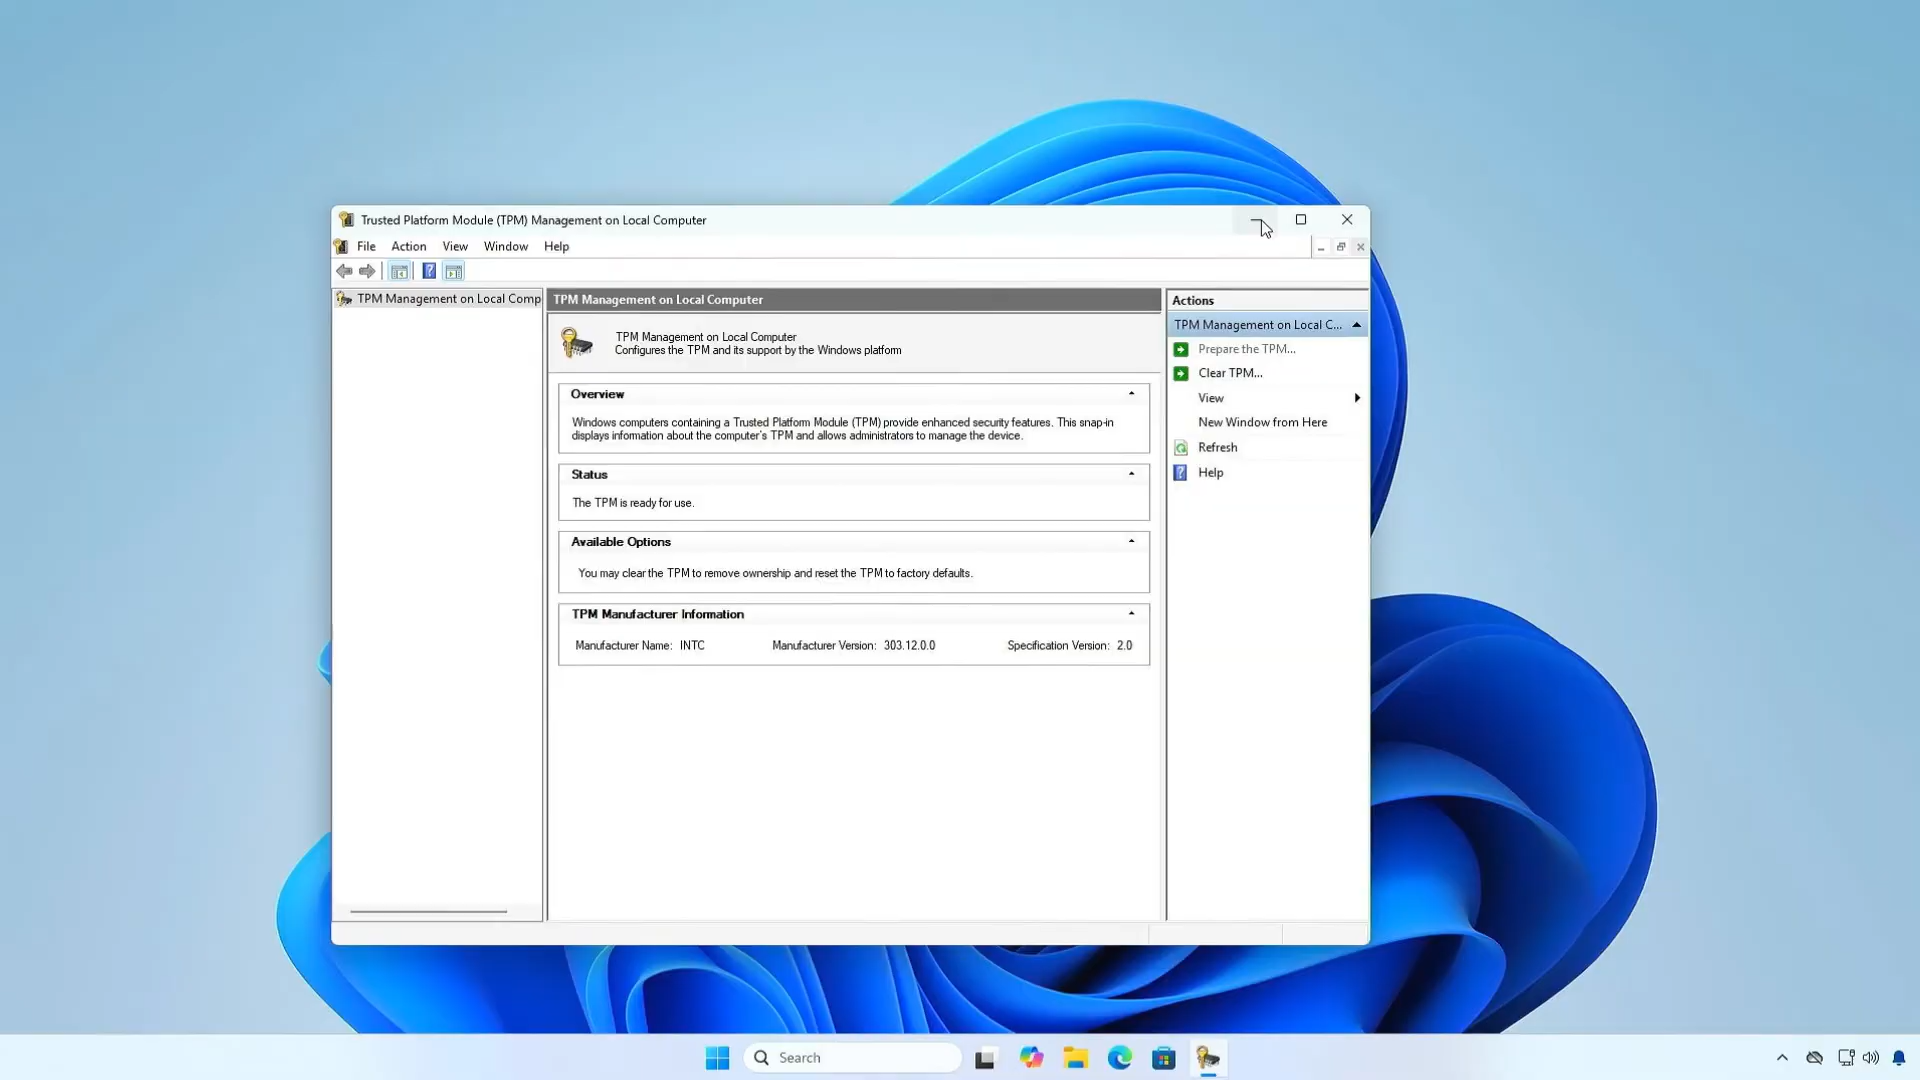 Trusted Platform Module (TPM) Management on Local Computer
File Action View Window Help
TPM Management on Local Comp
TPM Management on Local Computer
TPM Management on Local Computer
Configures the TPM and its support by the Windows platform
Overview
Windows computers containing a Trusted Platform Module (TPM) provide enhanced security features. This snap-in
displays information about the computer's TPM and allows administrators to manage the device.
Status
The TPM is ready for use.
Available Options
You may clear the TPM to remove ownership and reset the TPM to factory defaults.
TPM Manufacturer Information
Manufacturer Name: INTC Manufacturer Version: 303.12.0.0 Specification Version: 2.0
Actions
TPM Management on Local C...
Prepare the TPM...
Clear TPM...
View
New Window from Here
Refresh
Help
Search